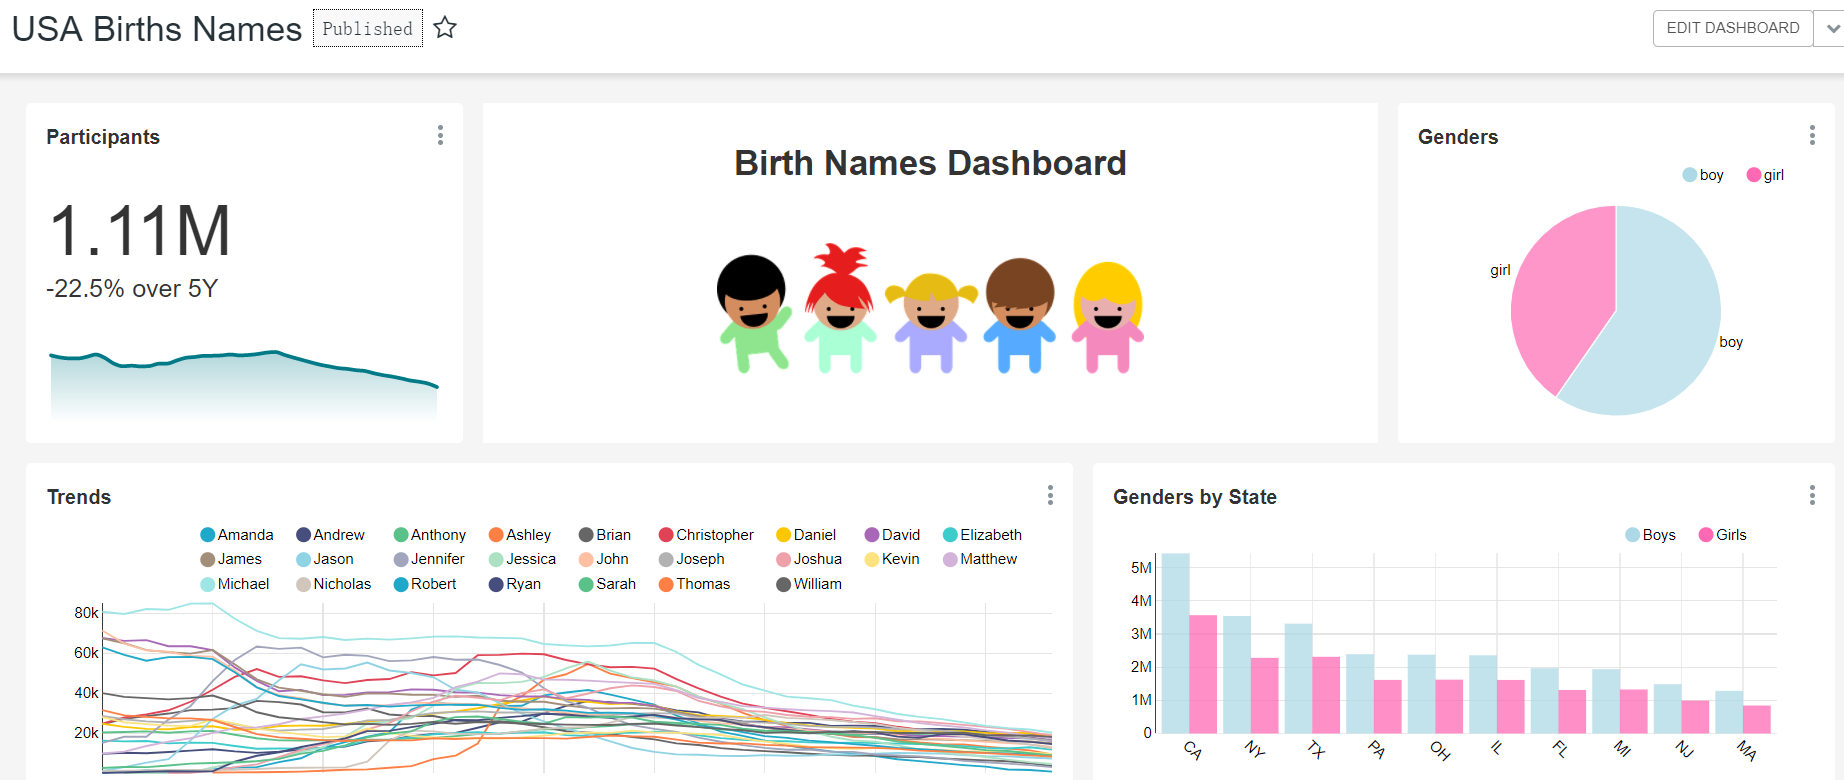 USA Births Names Published EDIT DASHBOARD
Participants
1.11M
-22.5% over 5Y
Birth Names Dashboard
Genders
boy girl
girl
boy
Trends
Amanda Andrew Anthony Ashley Brian Christopher Daniel David Elizabeth
James Jason Jennifer Jessica John Joseph Joshua Kevin Matthew
Michael Nicholas Robert Ryan Sarah Thomas William
80k
60k
40k
20k
Genders by State
Boys Girls
5M
4M
3M
2M
1M
0
CA NY TX PA OH IL FL MI NJ MA